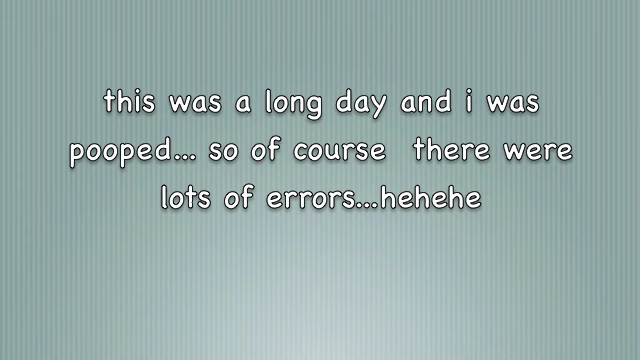 this was a long day and i was
pooped... so of course  there were
lots of errors...hehehe